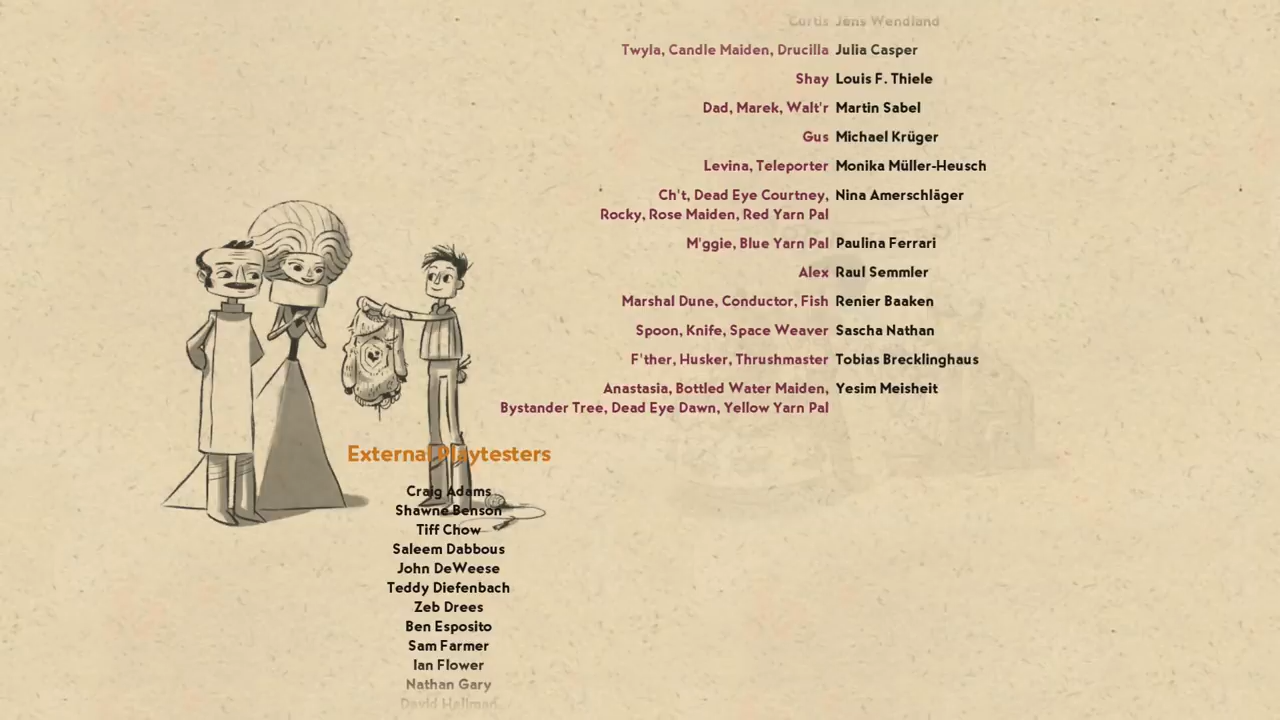 Curtis Jens Wendland
Twyla, Candle Maiden, Drucilla Julia Casper
Shay Louis F. Thiele
Dad, Marek, Walt'r Martin Sabel
Gus Michael Krüger
Levina, Teleporter Monika Müller-Heusch
Ch't, Dead Eye Courtney, Nina Amerschläger
Rocky, Rose Maiden, Red Yarn Pal
M'ggie, Blue Yarn Pal Paulina Ferrari
Alex Raul Semmler
Marshal Dune, Conductor, Fish Renier Baaken
Spoon, Knife, Space Weaver Sascha Nathan
F'ther, Husker, Thrushmaster Tobias Brecklinghaus
Anastasia, Bottled Water Maiden, Yesim Meisheit
Bystander Tree, Dead Eye Dawn, Yellow Yarn Pal
External Playtesters
Craig Adams
Shawne Benson
Tiff Chow
Saleem Dabbous
John DeWeese
Teddy Diefenbach
Zeb Drees
Ben Esposito
Sam Farmer
Ian Flower
Nathan Gary
David Hellman